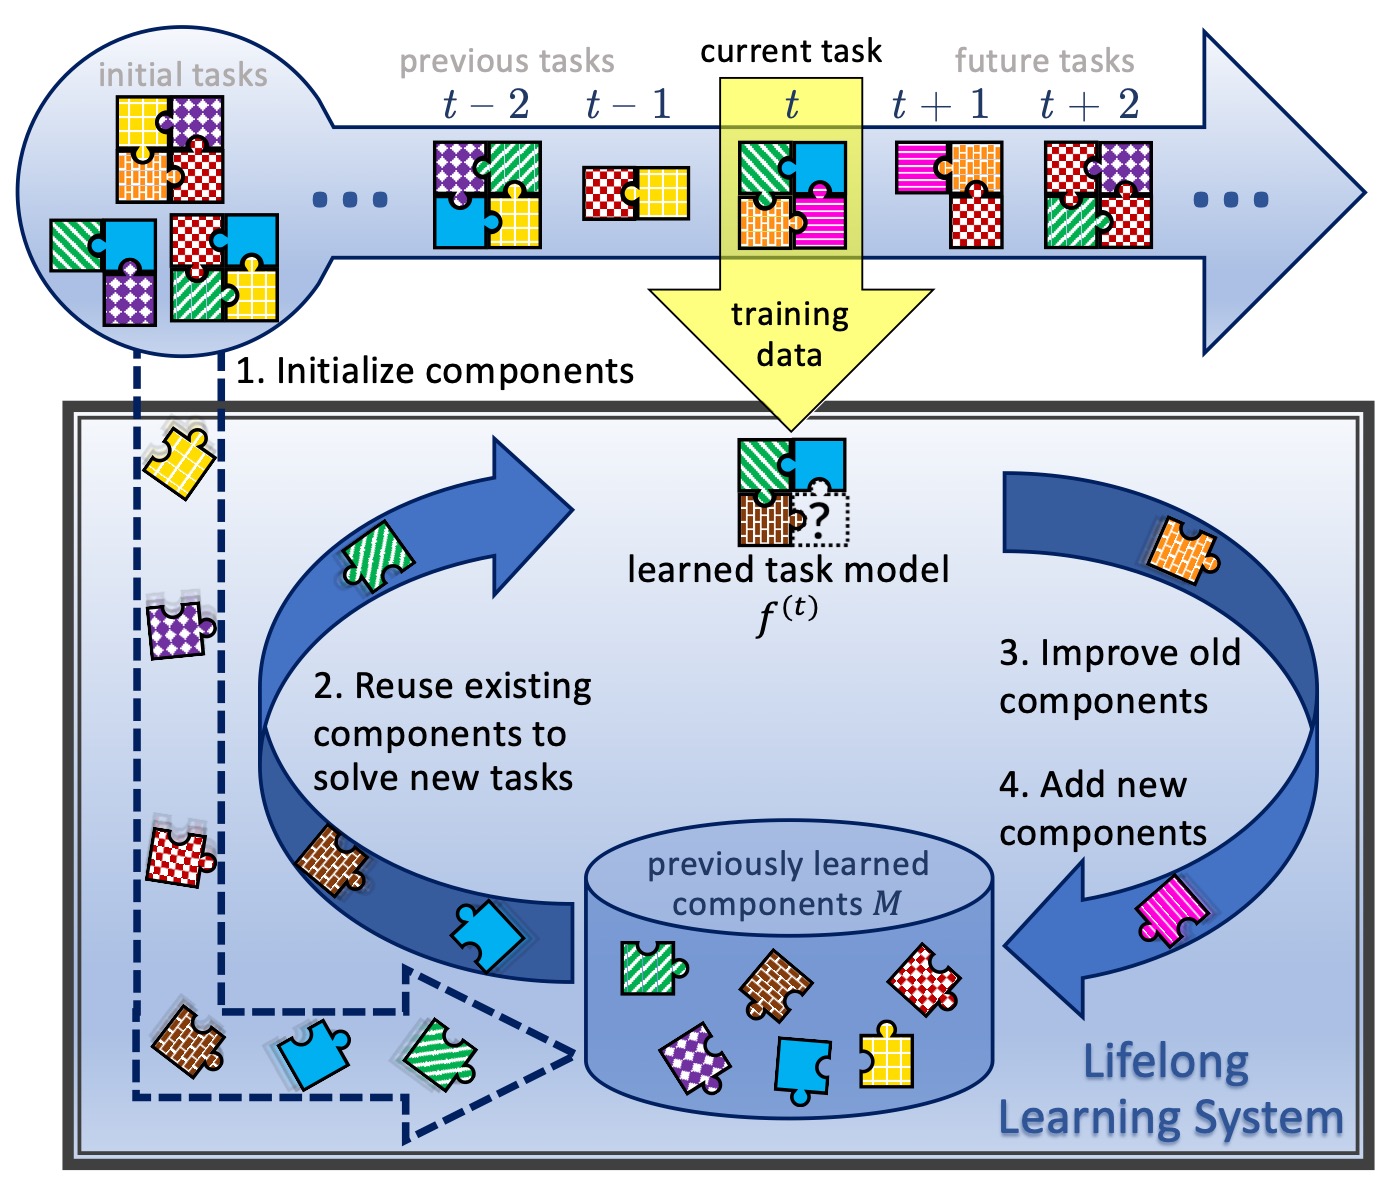 initial tasks
previous tasks
current task
future tasks
t − 2
t − 1
t
t + 1
t + 2
...
...
training
data
1. Initialize components
?
learned task model
f^(t)
2. Reuse existing
components to
solve new tasks
3. Improve old
components
4. Add new
components
previously learned
components M
Lifelong
Learning System